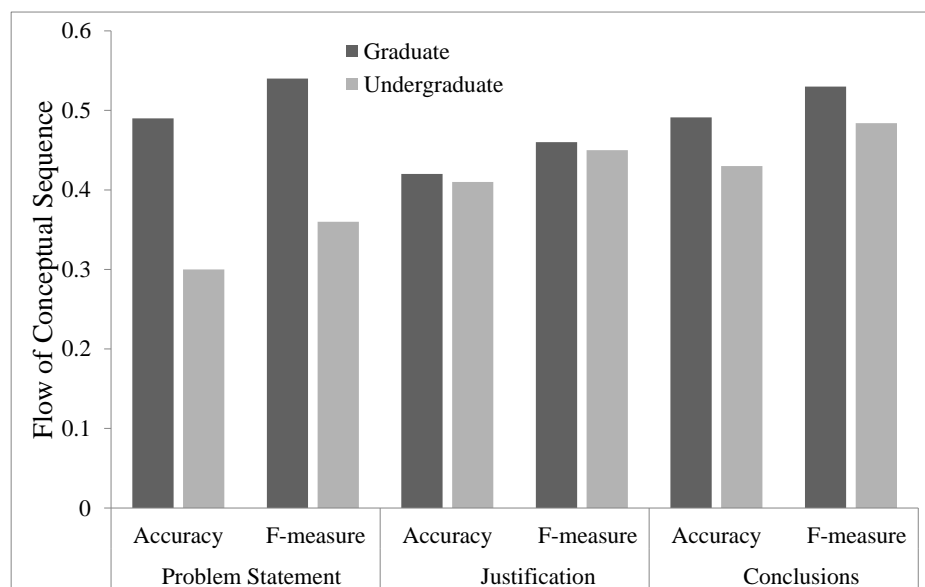 Flow of Conceptual Sequence
0.6
0.5
0.4
0.3
0.2
0.1
0
Graduate
Undergraduate
Accuracy F-measure Accuracy F-measure Accuracy F-measure
Problem Statement Justification Conclusions